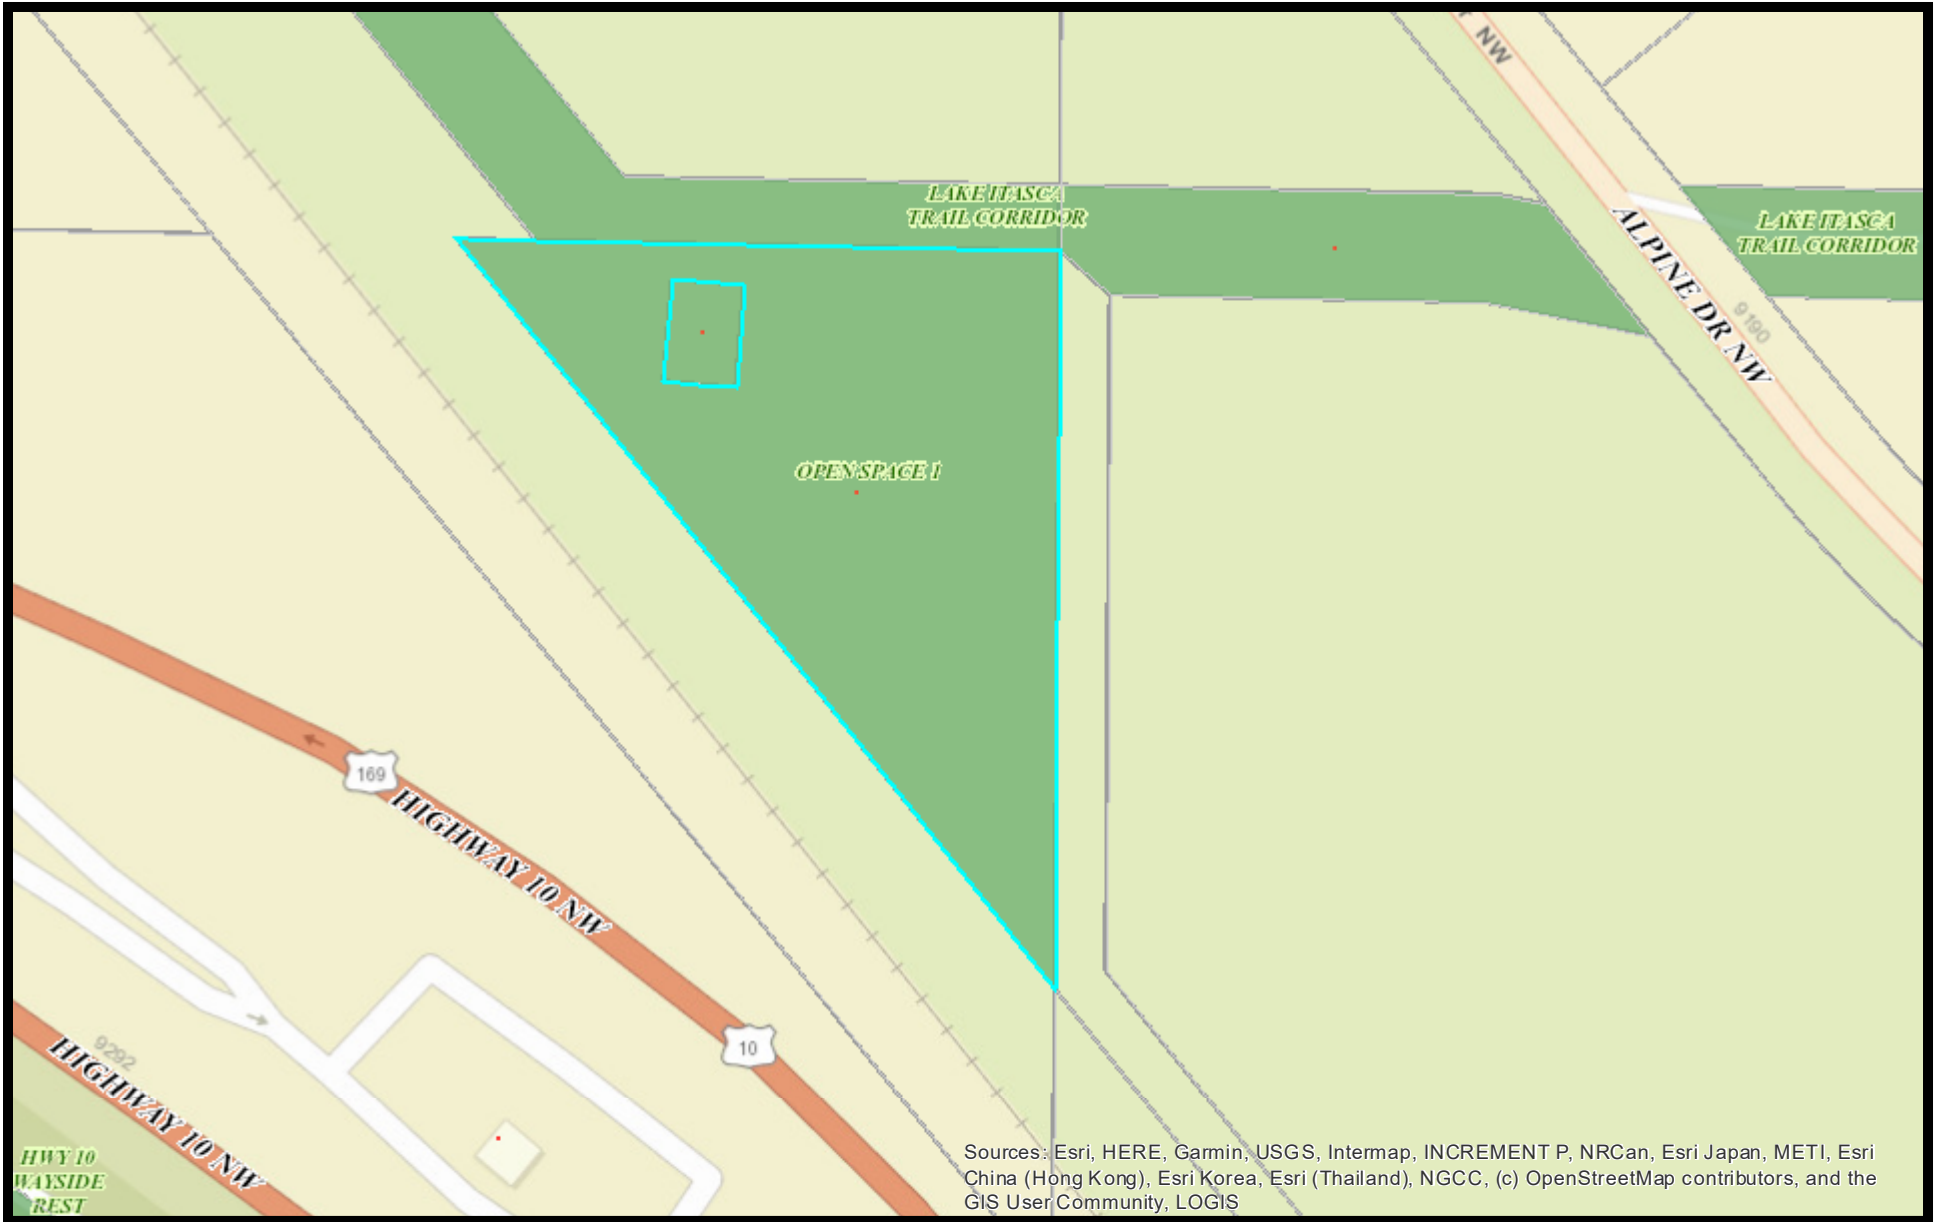 NW
LAKE ITASCA
TRAIL CORRIDOR
LAKE ITASCA
TRAIL CORRIDOR
ALPINE DR NW
9190
OPEN SPACE 1
169
HIGHWAY 10 NW
10
9292
HIGHWAY 10 NW
HWY 10
WAYSIDE
REST
Sources: Esri, HERE, Garmin, USGS, Intermap, INCREMENT P, NRCan, Esri Japan, METI, Esri
China (Hong Kong), Esri Korea, Esri (Thailand), NGCC, (c) OpenStreetMap contributors, and the
GIS User Community, LOGIS